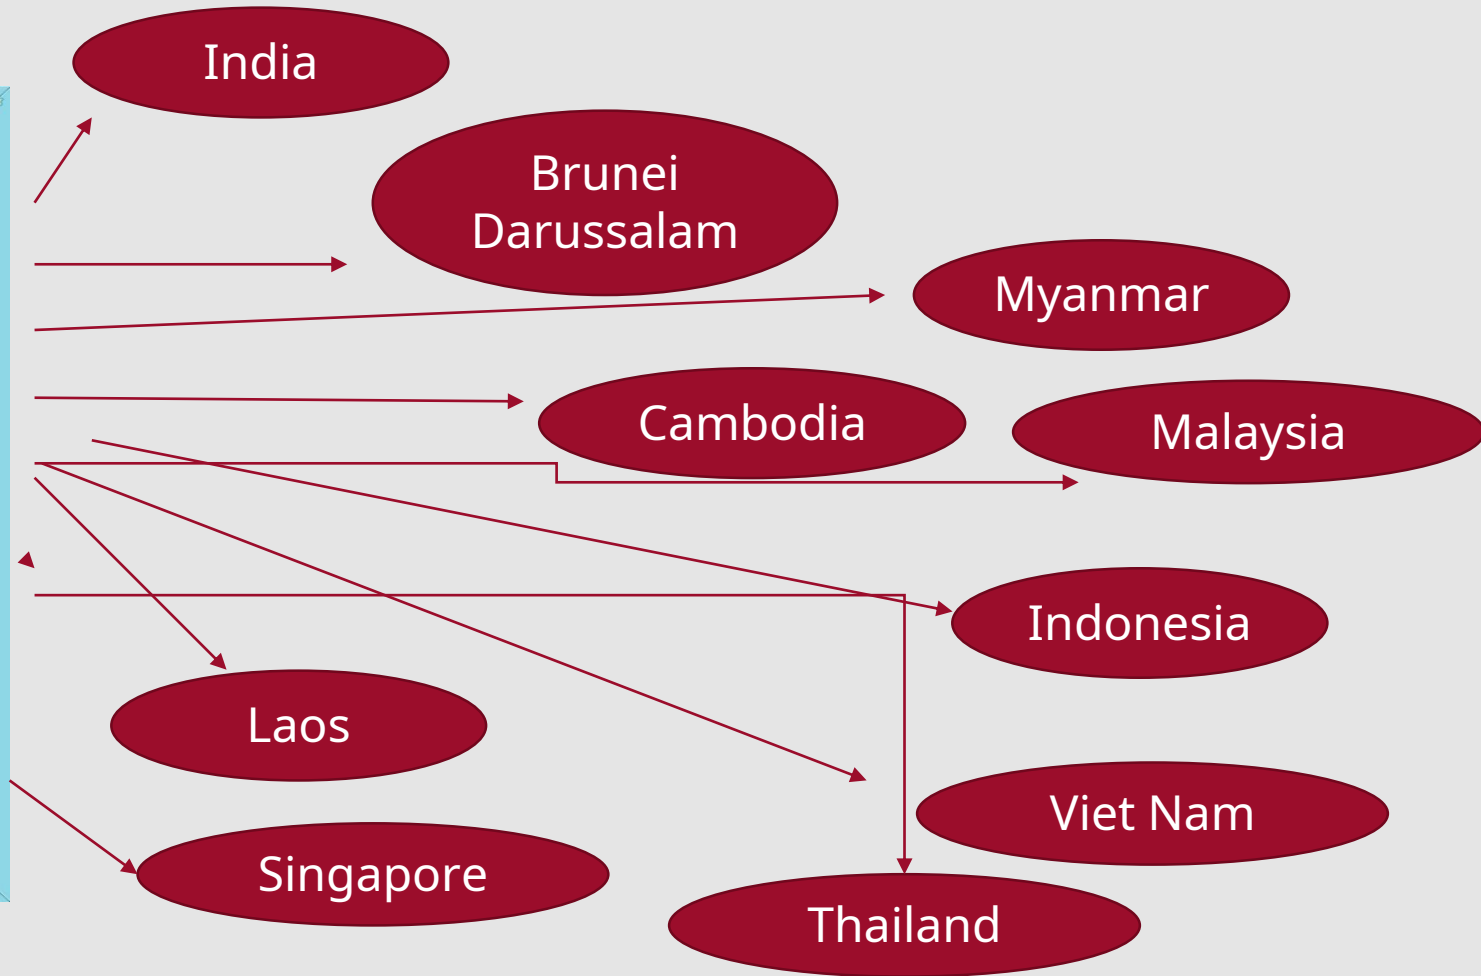 India
Brunei
Darussalam
Myanmar
Cambodia
Malaysia
Indonesia
Laos
Viet Nam
Singapore
Thailand